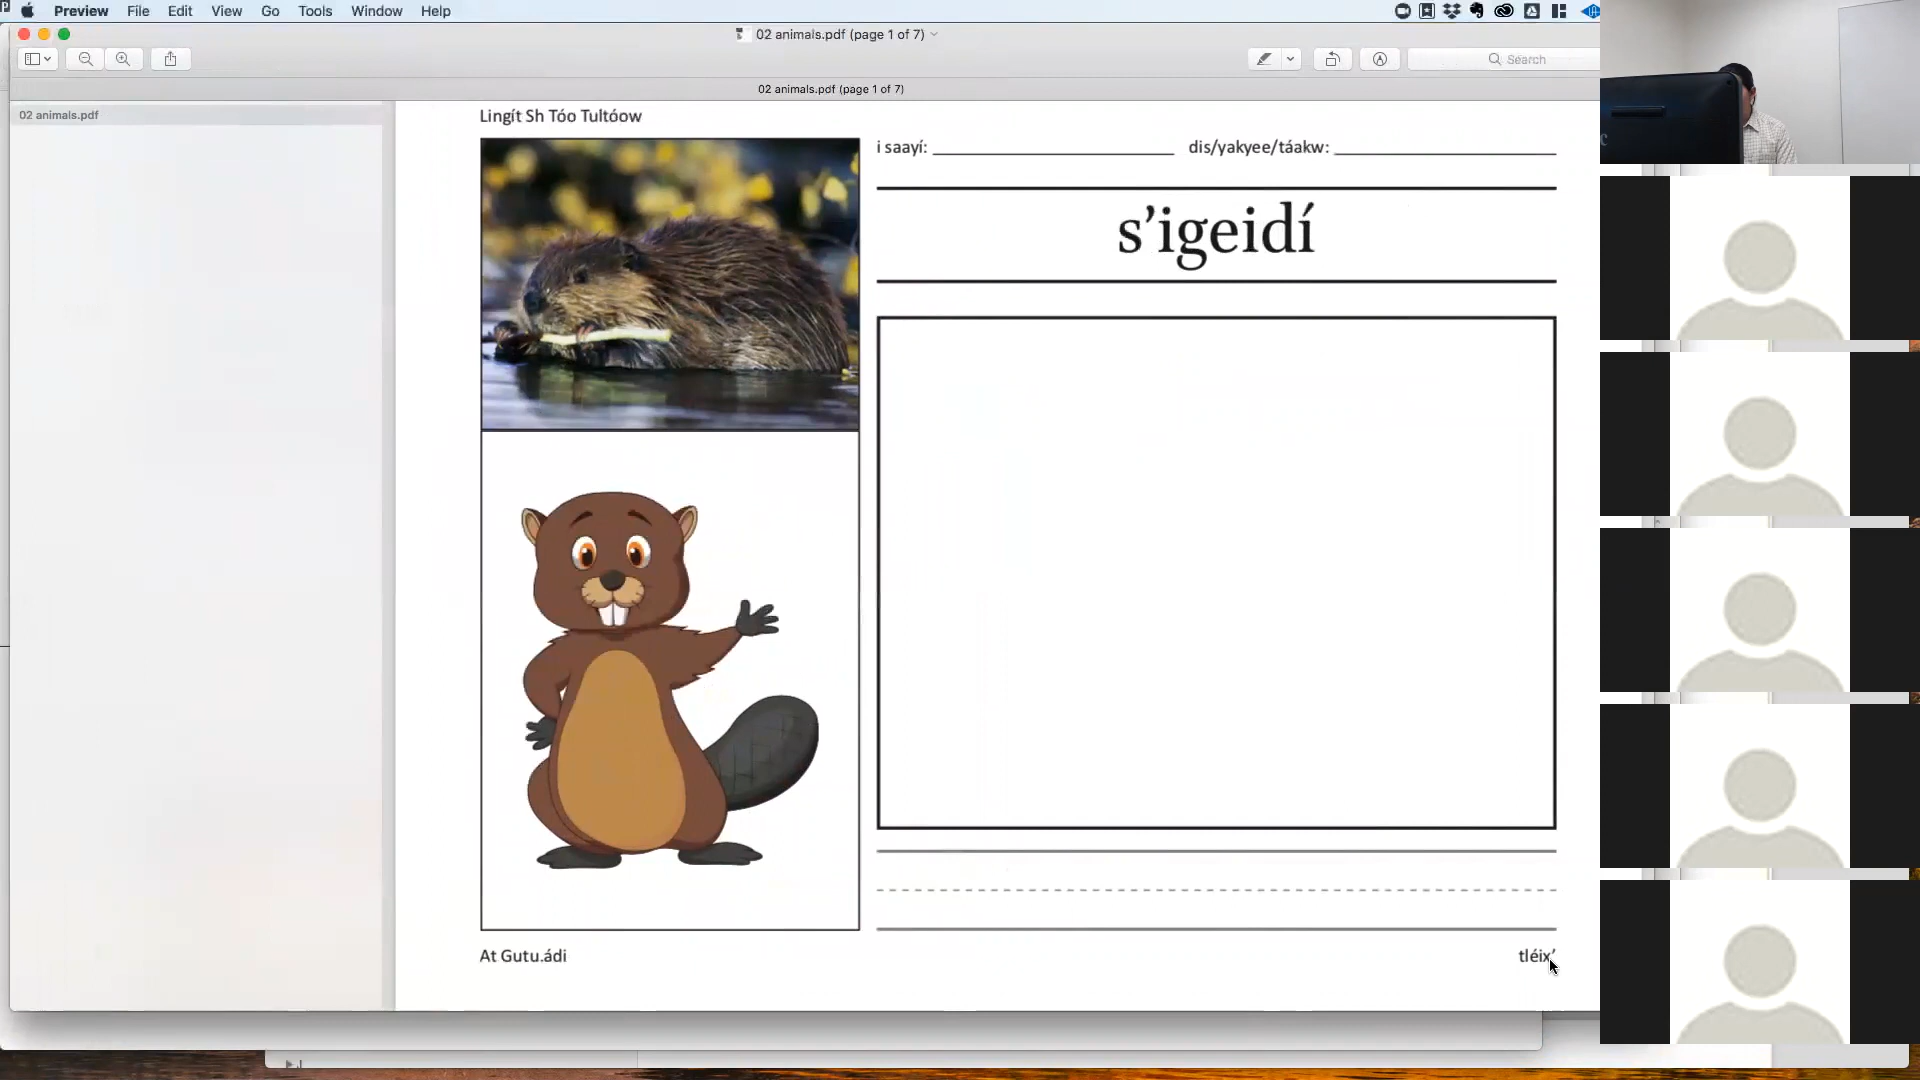 Preview File Edit View Go Tools Window Help
02 animals.pdf (page 1 of 7)
Search
02 animals.pdf (page 1 of 7)
02 animals.pdf
Lingít Sh Tóo Tultóow
i saayí: dis/yakyee/táakw:
s’igeidí
At Gutu.ádi
tléix’